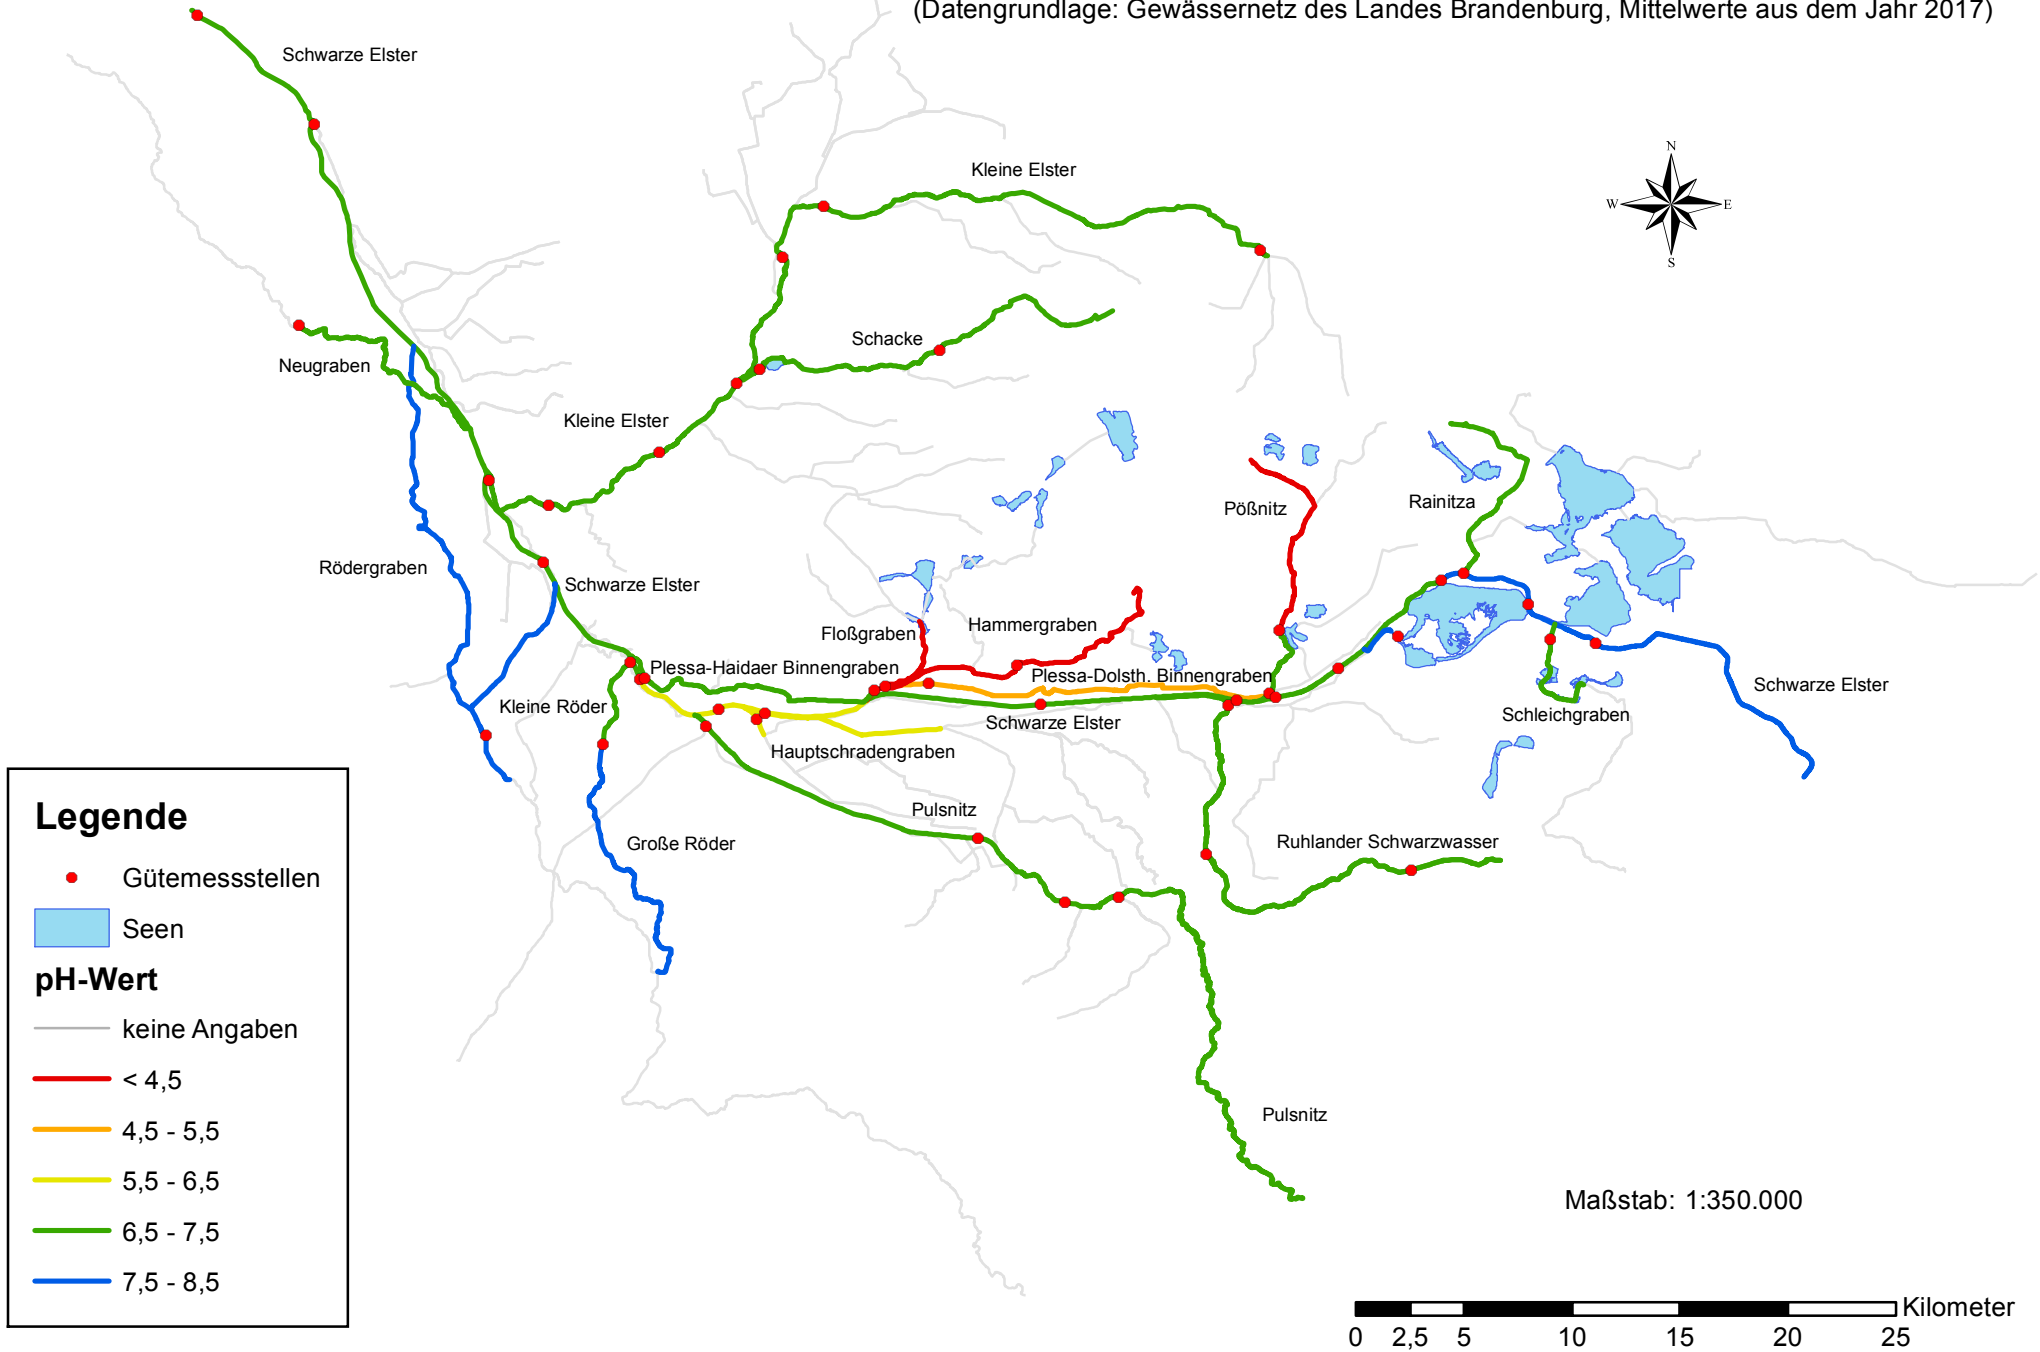 (Datengrundlage: Gewässernetz des Landes Brandenburg, Mittelwerte aus dem Jahr 2017)
Schwarze Elster
N
W
E
S
Kleine Elster
Schacke
Neugraben
Kleine Elster
Pößnitz
Rainitza
Rödergraben
Schwarze Elster
Floßgraben
Hammergraben
Plessa-Haidaer Binnengraben
Plessa-Dolsth. Binnengraben
Schwarze Elster
Kleine Röder
Schwarze Elster
Schleichgraben
Hauptschradengraben
Pulsnitz
Große Röder
Ruhlander Schwarzwasser
Pulsnitz
Legende
Gütemessstellen
Seen
pH-Wert
keine Angaben
< 4,5
4,5 - 5,5
5,5 - 6,5
6,5 - 7,5
7,5 - 8,5
Maßstab: 1:350.000
Kilometer
0 2,5 5 10 15 20 25